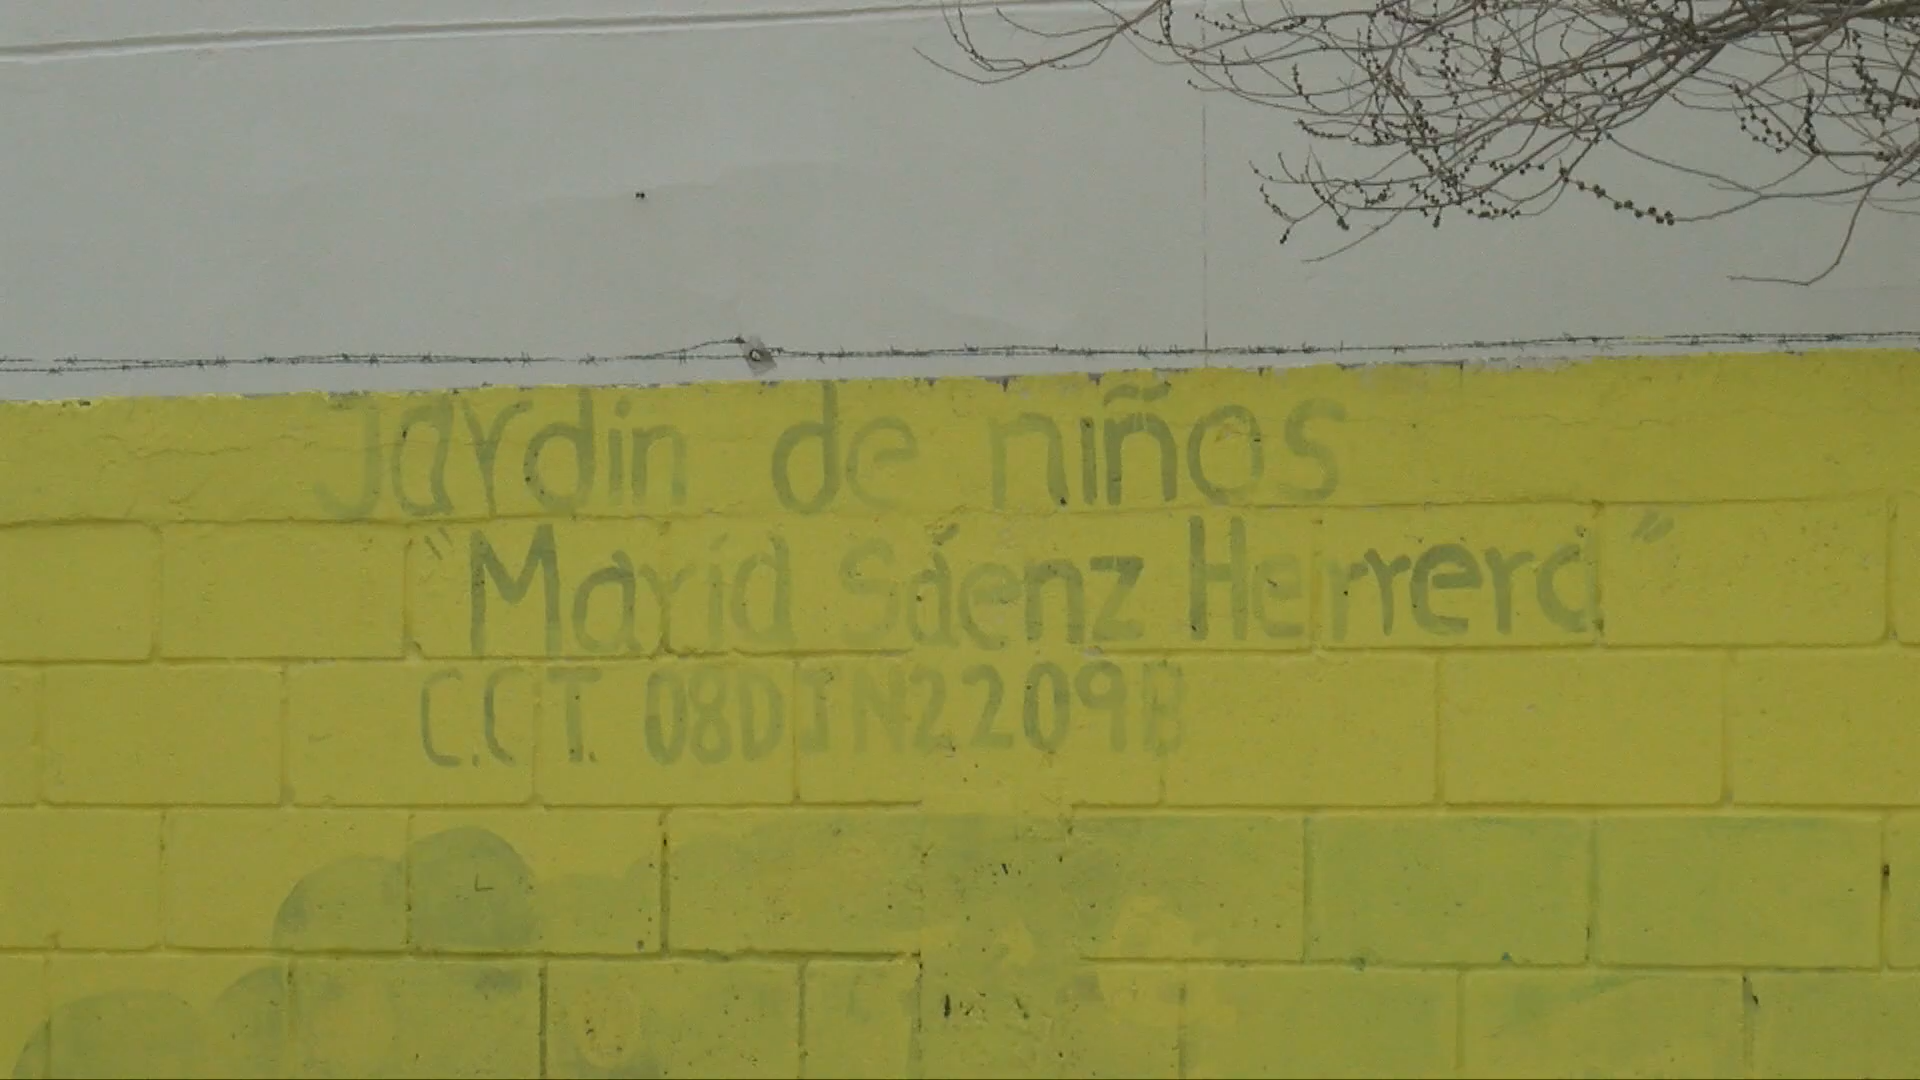 Jardin de niños
"María Sáenz Herrera"
C.C.T. 08DJN2209B